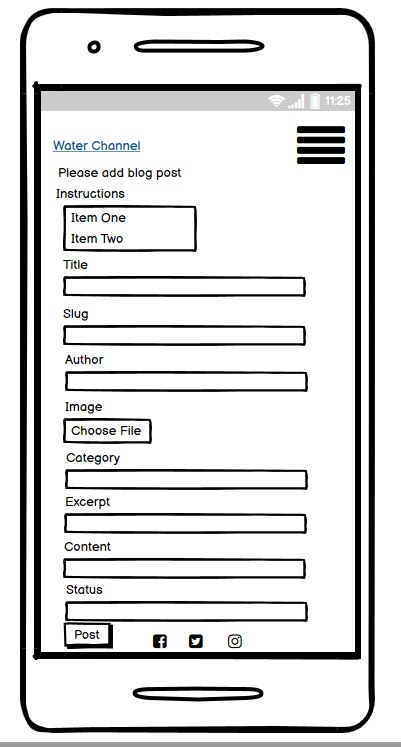 11:25
Water Channel
Please add blog post
Instructions
Item One
Item Two
Title
Slug
Author
Image
Choose File
Category
Excerpt
Content
Status
Post